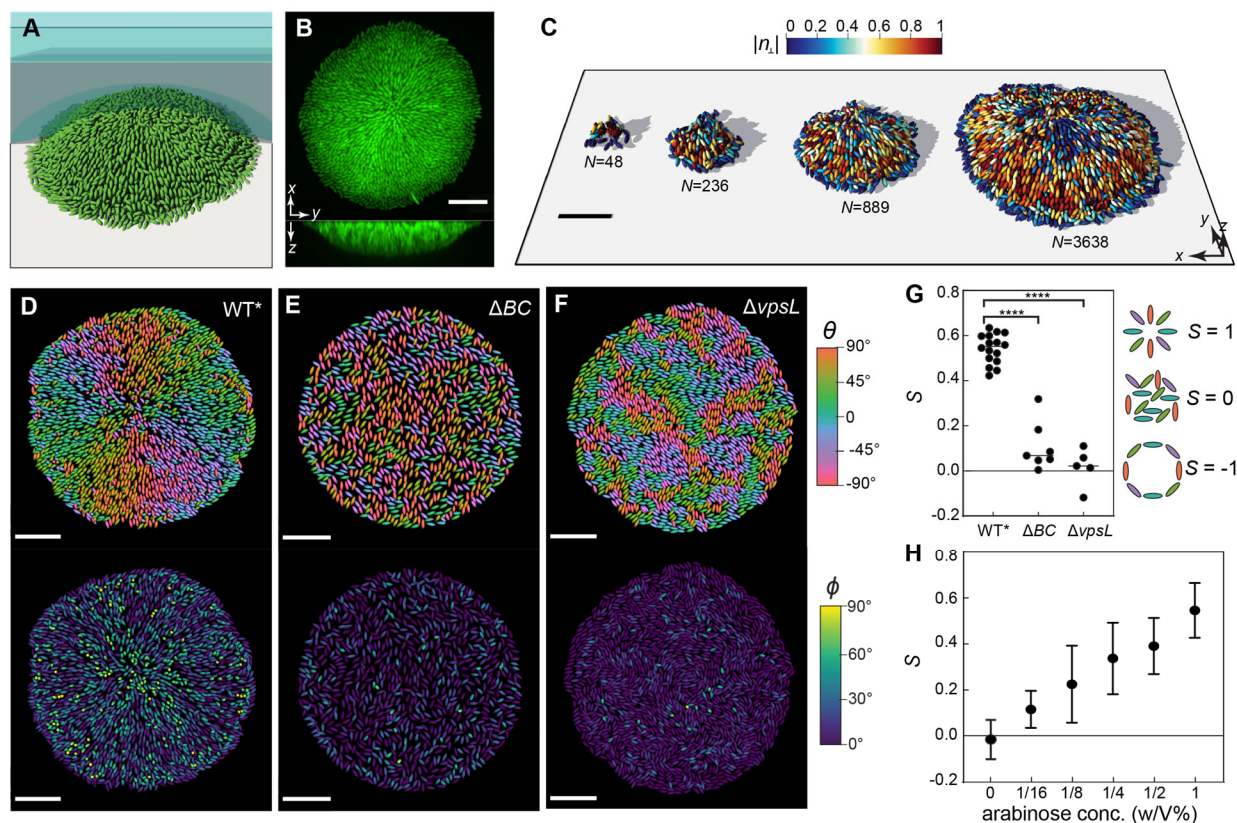 A
B
x
y
z
C
|n⊥|
0 0.2 0.4 0.6 0.8 1
N=48
N=236
N=889
N=3638
y
z
x
D
WT*
E
ΔBC
F
ΔvpsL
θ
90°
45°
0
-45°
-90°
ϕ
90°
60°
30°
0°
G
****
****
0.8
0.6
0.4
0.2
0.0
-0.2
S
WT* ΔBC ΔvpsL
S = 1
S = 0
S = -1
H
0.8
0.6
0.4
0.2
0.0
-0.2
S
0 1/16 1/8 1/4 1/2 1
arabinose conc. (w/V%)